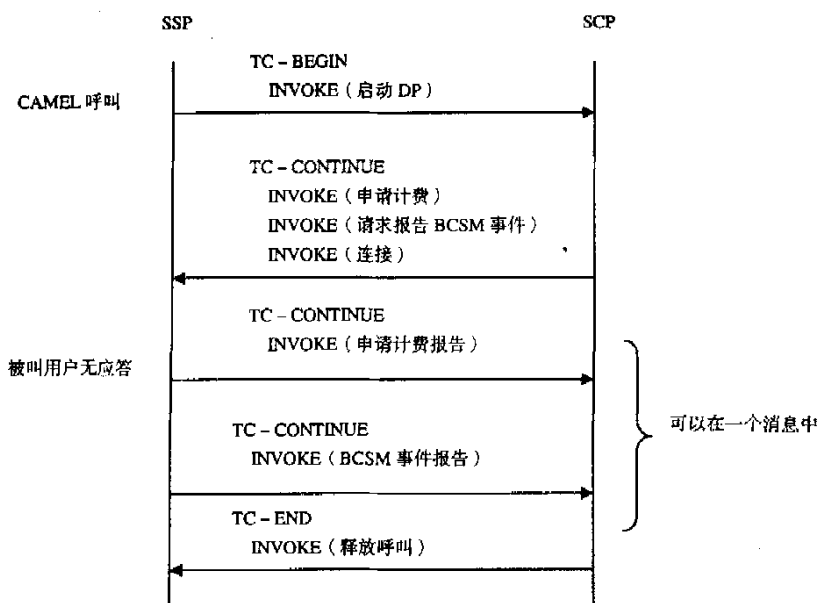 SSP
SCP
TC – BEGIN
INVOKE（启动 DP）
CAMEL 呼叫
TC – CONTINUE
INVOKE（申请计费）
INVOKE（请求报告 BCSM 事件）
INVOKE（连接）
TC – CONTINUE
INVOKE（申请计费报告）
被叫用户无应答
可以在一个消息中
TC – CONTINUE
INVOKE（BCSM 事件报告）
TC – END
INVOKE（释放呼叫）